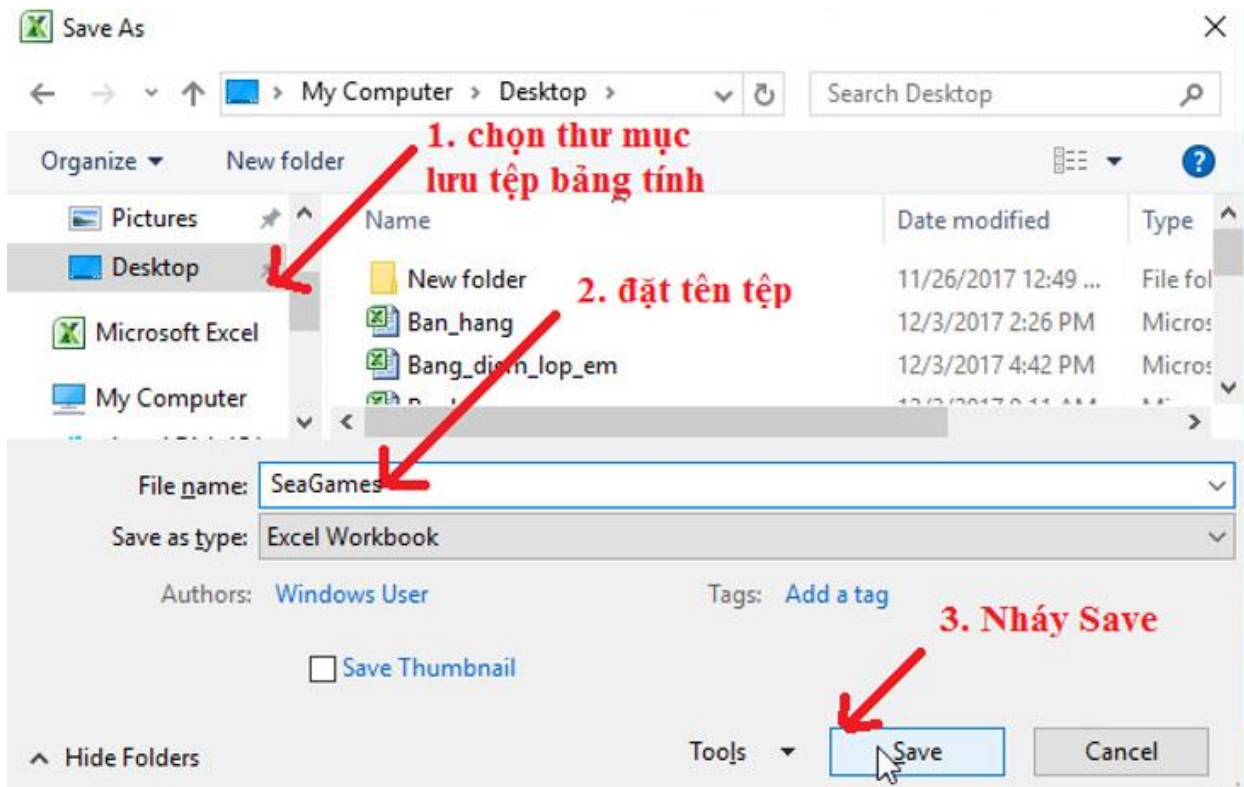 Save As
My Computer > Desktop >
Search Desktop
1. chọn thư mục
lưu tệp bảng tính
Organize
New folder
Name
Date modified
Type
Pictures
Desktop
Microsoft Excel
My Computer
New folder
11/26/2017 12:49 ...
File fol
2. đặt tên tệp
Ban_hang
12/3/2017 2:26 PM
Micros
Bang_diem_lop_em
12/3/2017 4:42 PM
Micros
File name: SeaGames
Save as type: Excel Workbook
Authors: Windows User
Tags: Add a tag
3. Nháy Save
Save Thumbnail
Hide Folders
Tools
Save
Cancel